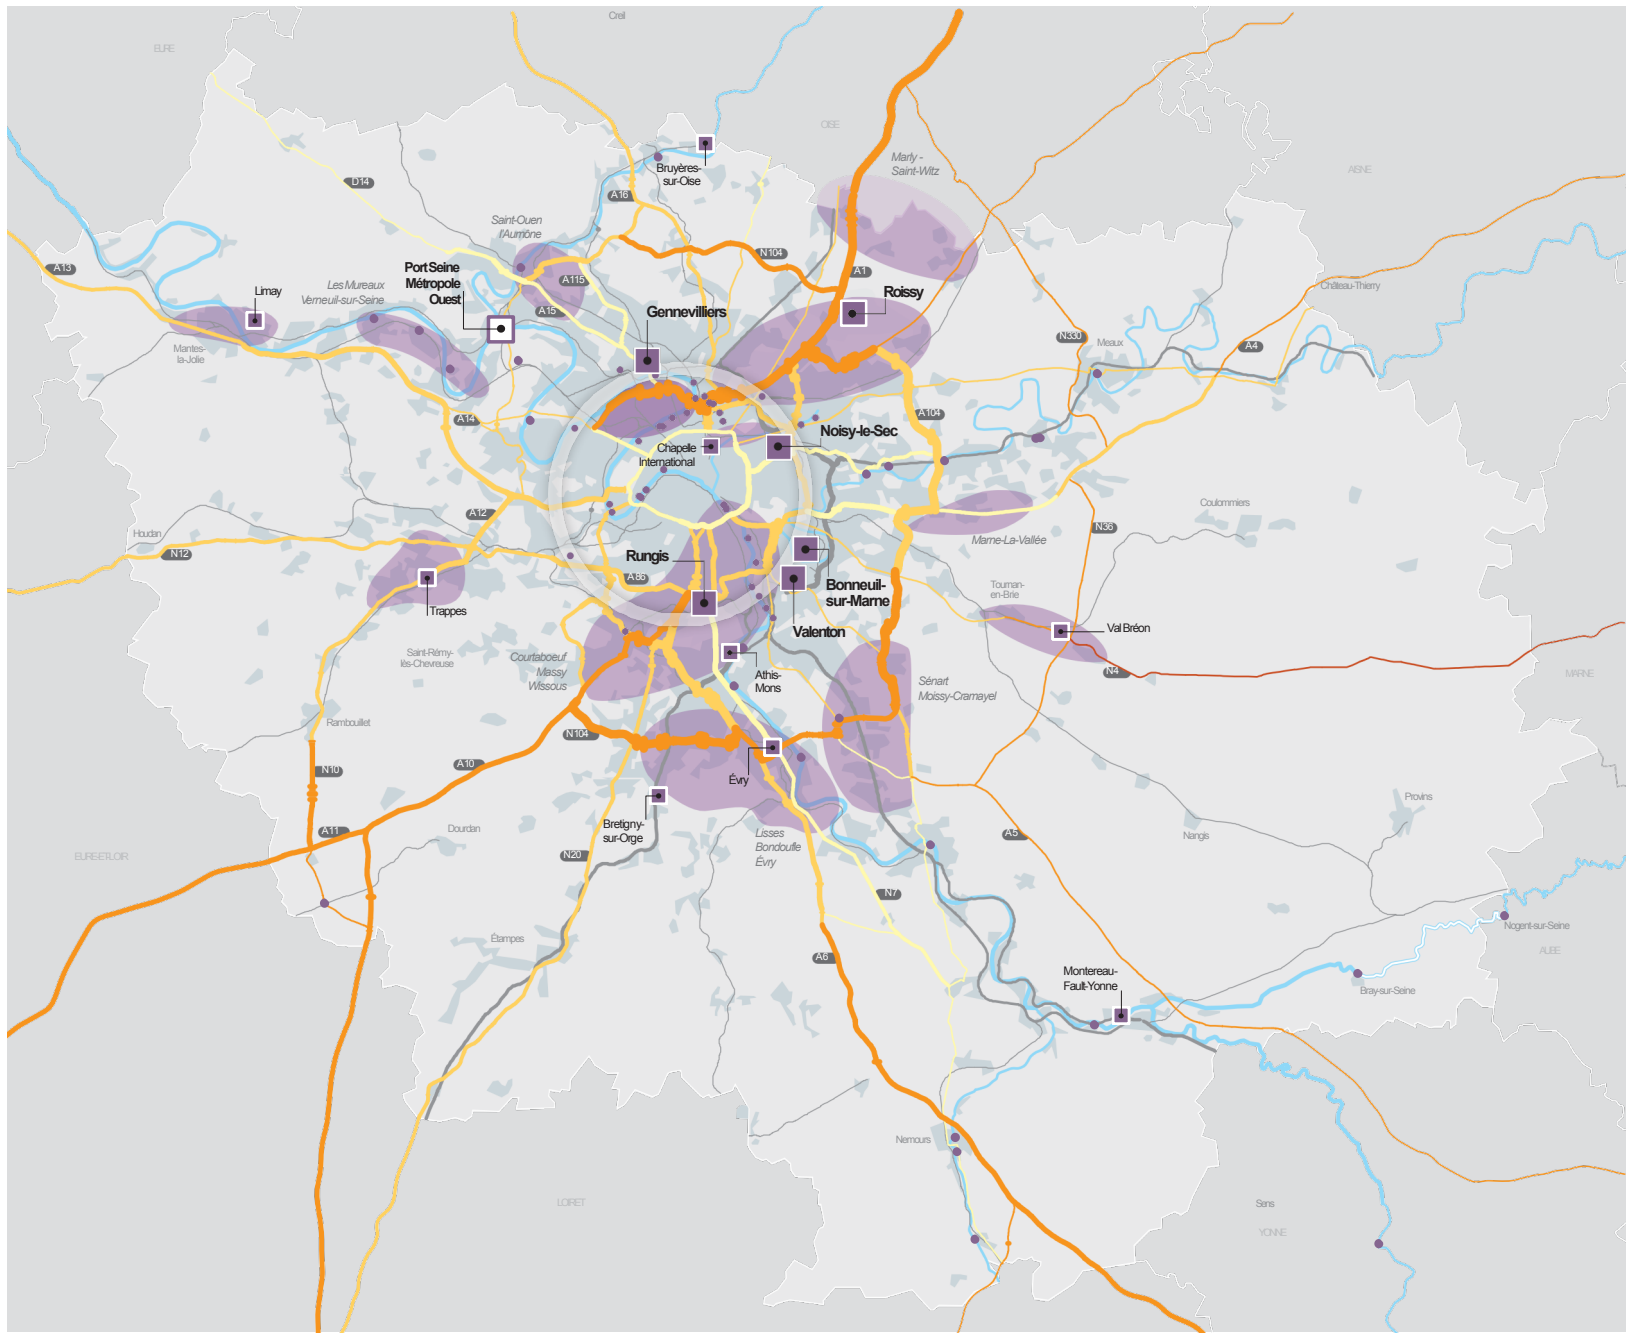 Creil
EURE
OISE
AISNE
Marly -
Saint-Witz
Bruyères-
sur-Oise
D14
A16
Saint-Ouen
l'Aumône
N104
A1
A13
Port Seine
Métropole
Ouest
A115
Les Mureaux
Verneuil-sur-Seine
Limay
A15
Gennevilliers
Roissy
Château-Thierry
Mantes-
la-Jolie
N330
Meaux
A4
A14
A104
Noisy-le-Sec
Chapelle
International
A12
Coulommiers
N36
Houdan
N12
Marne-La-Vallée
Rungis
A86
Bonneuil-
sur-Marne
Tournan-
en-Brie
Trappes
Valenton
Val Bréon
Saint-Rémy-
lès-Chevreuse
Courtaboeuf
Massy
Wissous
Athis-
Mons
N4
MARNE
Sénart
Moissy-Cramayel
Rambouillet
N104
N10
A10
Évry
Provins
Bretigny-
sur-Orge
A11
Dourdan
Lisses
Bondoufle
Évry
A5
Nangis
EURE-ET-LOIR
N20
N7
Nogent-sur-Seine
Étampes
AUBE
A6
Montereau-
Fault-Yonne
Bray-sur-Seine
Nemours
LOIRET
Sens
YONNE